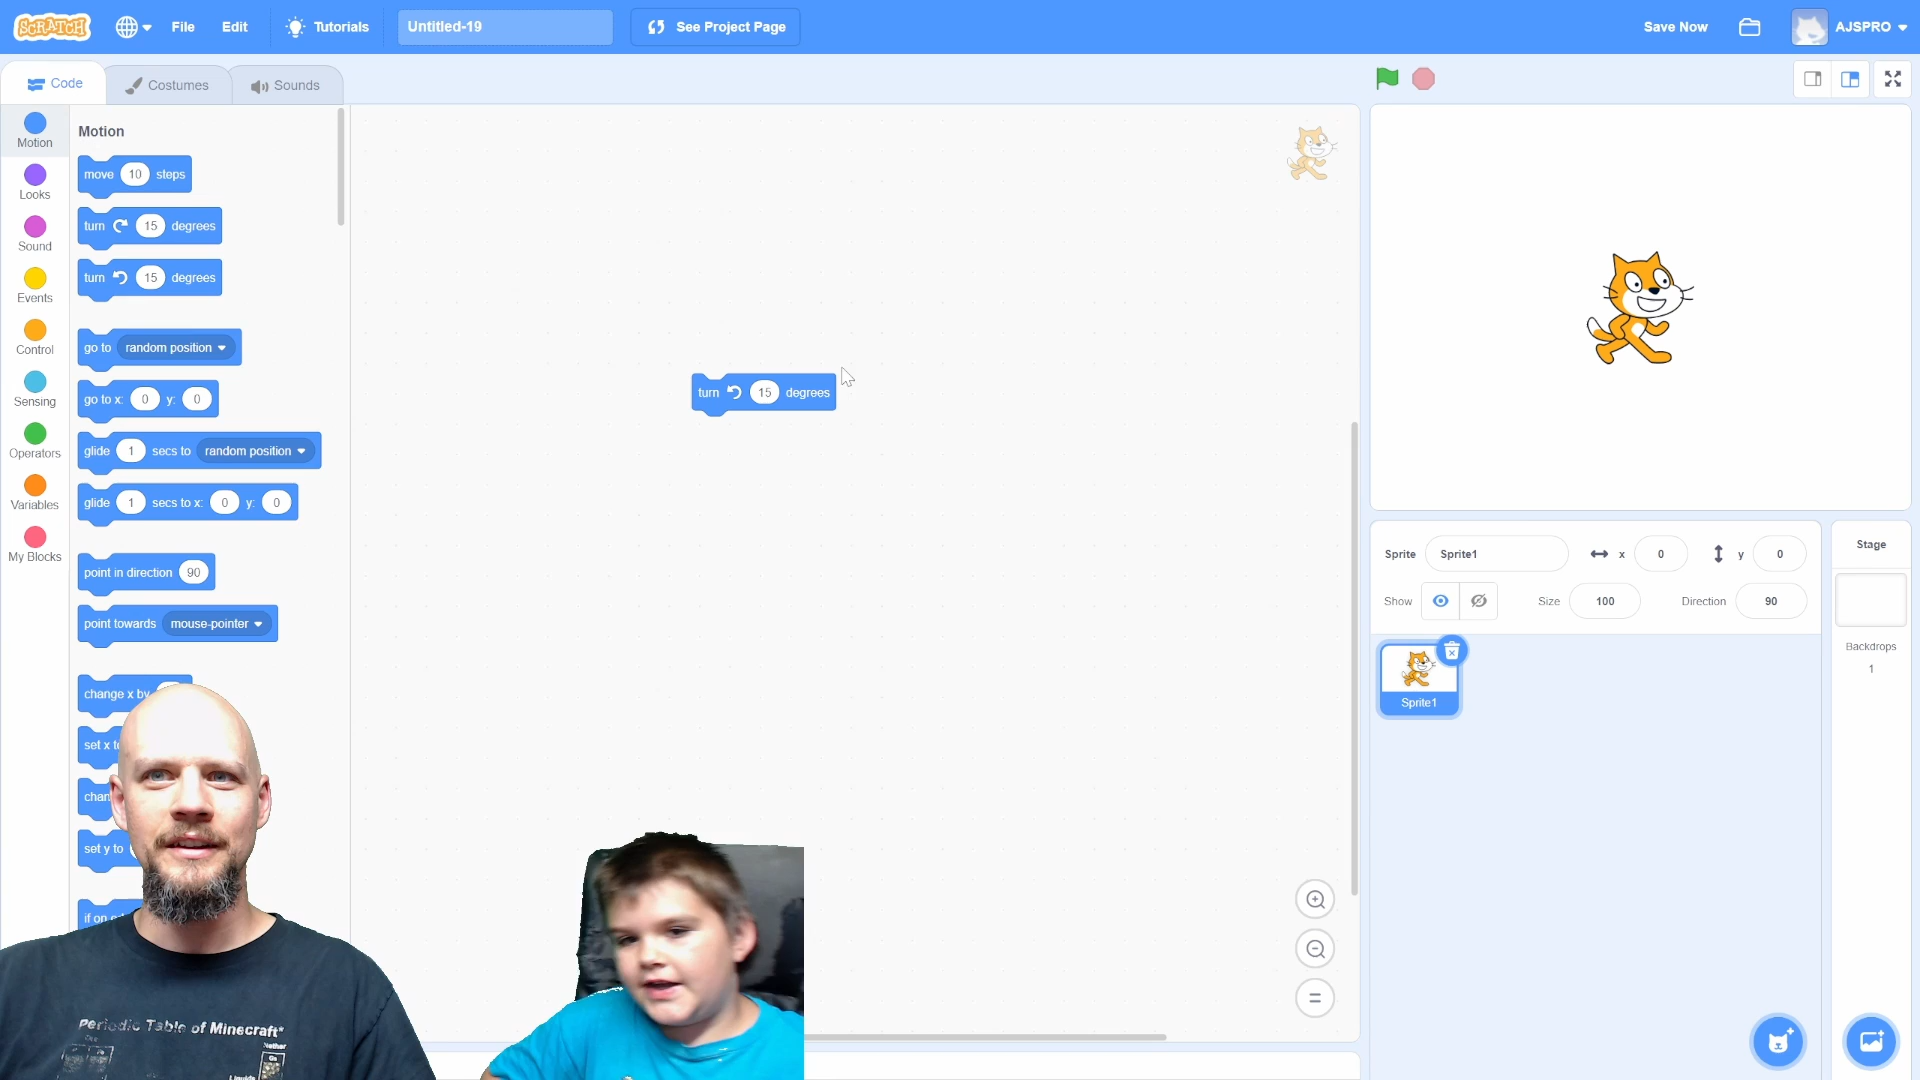 SCRATCH File Edit Tutorials Untitled-19 See Project Page Save Now AJSPRO
Code Costumes Sounds
Motion
Looks
Sound
Events
Control
Sensing
Operators
Variables
My Blocks
Motion
move 10 steps
turn 15 degrees
turn 15 degrees
go to random position
go to x: 0 y: 0
glide 1 secs to random position
glide 1 secs to x: 0 y: 0
point in direction 90
point towards mouse-pointer
change x by
set x
set y to
if on
turn 15 degrees
Sprite Sprite1 x 0 y 0
Show Size 100 Direction 90
Sprite1
Stage
Backdrops
1
Periodic Table of Minecraft*
Nether